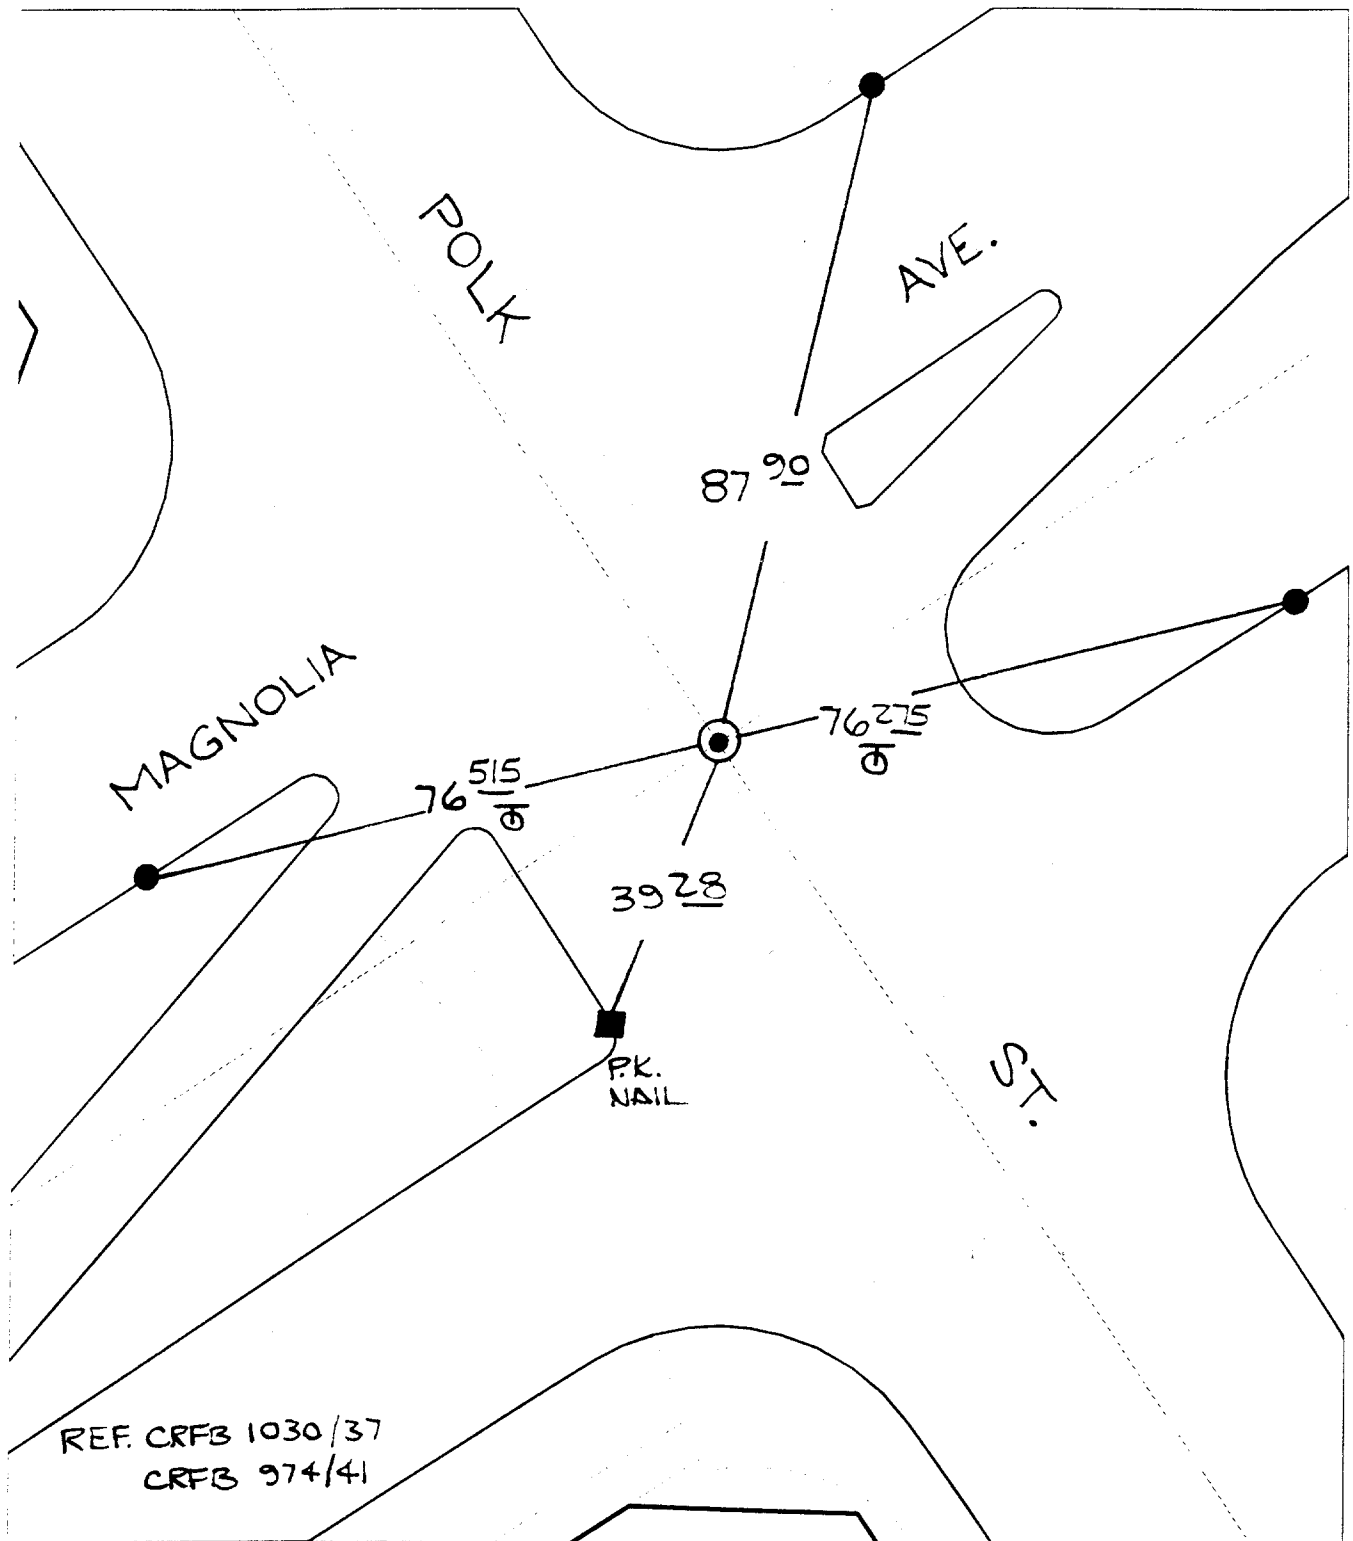 POLK
AVE.
87 90
MAGNOLIA
76 275
76 515
39 28
P.K.
NAIL
ST.
REF. CRFB 1030/37
CRFB 974/41